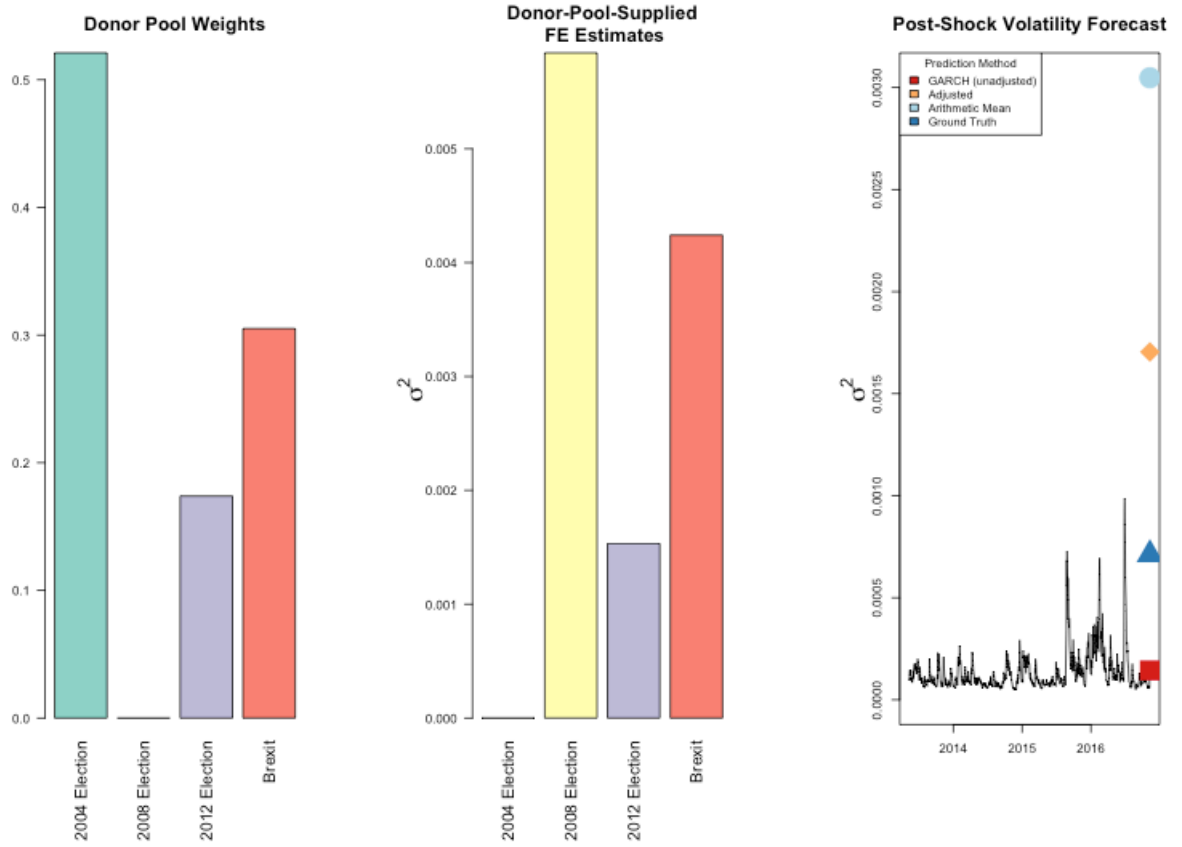 Donor Pool Weights
0.5
0.4
0.3
0.2
0.1
0.0
2004 Election
2008 Election
2012 Election
Brexit
Donor-Pool-Supplied
FE Estimates
σ²
0.005
0.004
0.003
0.002
0.001
0.000
2004 Election
2008 Election
2012 Election
Brexit
Post-Shock Volatility Forecast
Prediction Method
GARCH (unadjusted)
Adjusted
Arithmetic Mean
Ground Truth
σ²
0.0030
0.0025
0.0020
0.0015
0.0010
0.0005
0.0000
2014
2015
2016